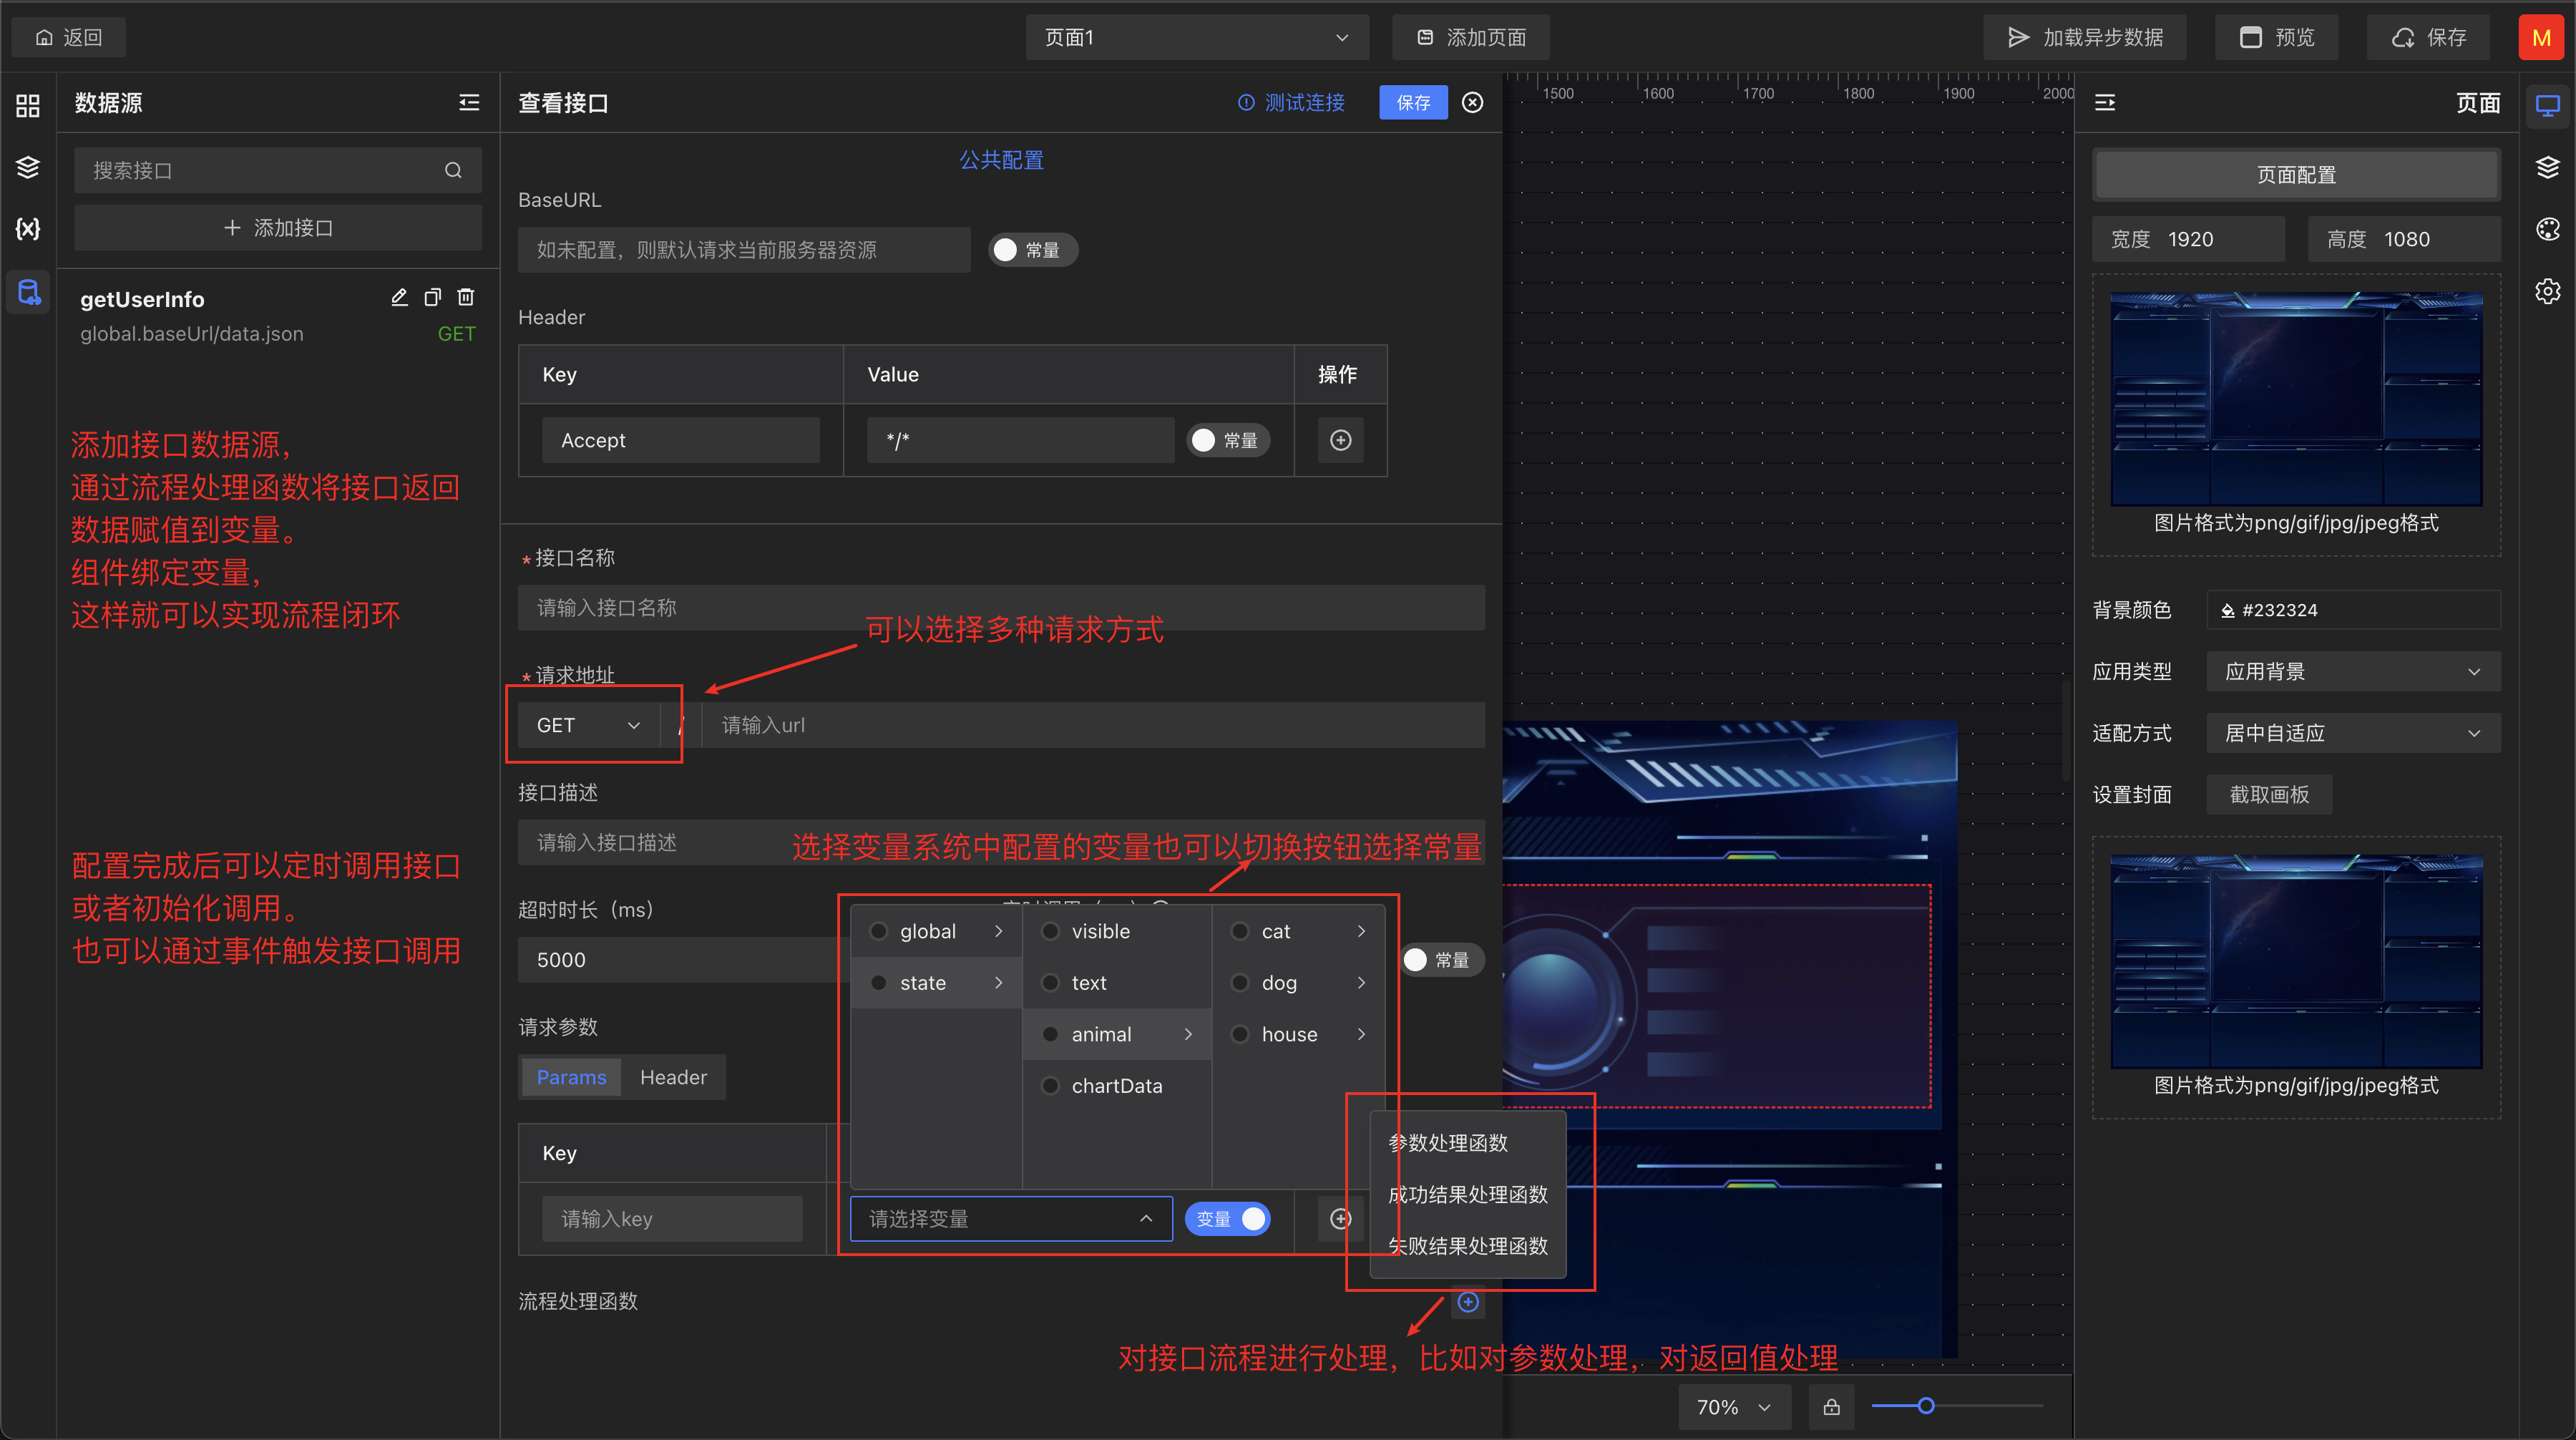 返回
页面1
添加页面
加载异步数据
预览
保存
M
数据源
搜索接口
添加接口
getUserInfo
global.baseUrl/data.json
GET
添加接口数据源，
通过流程处理函数将接口返回
数据赋值到变量。
组件绑定变量，
这样就可以实现流程闭环
配置完成后可以定时调用接口
或者初始化调用。
也可以通过事件触发接口调用
查看接口
测试连接
保存
公共配置
BaseURL
如未配置，则默认请求当前服务器资源
常量
Header
Key
Value
操作
Accept
*/*
常量
*接口名称
请输入接口名称
可以选择多种请求方式
*请求地址
GET
/
请输入url
接口描述
请输入接口描述
选择变量系统中配置的变量也可以切换按钮选择常量
超时时长（ms）
5000
常量
global
state
visible
text
animal
chartData
cat
dog
house
请求参数
Params
Header
Key
请输入key
请选择变量
变量
参数处理函数
成功结果处理函数
失败结果处理函数
流程处理函数
对接口流程进行处理，比如对参数处理，对返回值处理
1500
1600
1700
1800
1900
2000
70%
页面
页面配置
宽度 1920
高度 1080
图片格式为png/gif/jpg/jpeg格式
背景颜色
#232324
应用类型
应用背景
适配方式
居中自适应
设置封面
截取画板
图片格式为png/gif/jpg/jpeg格式